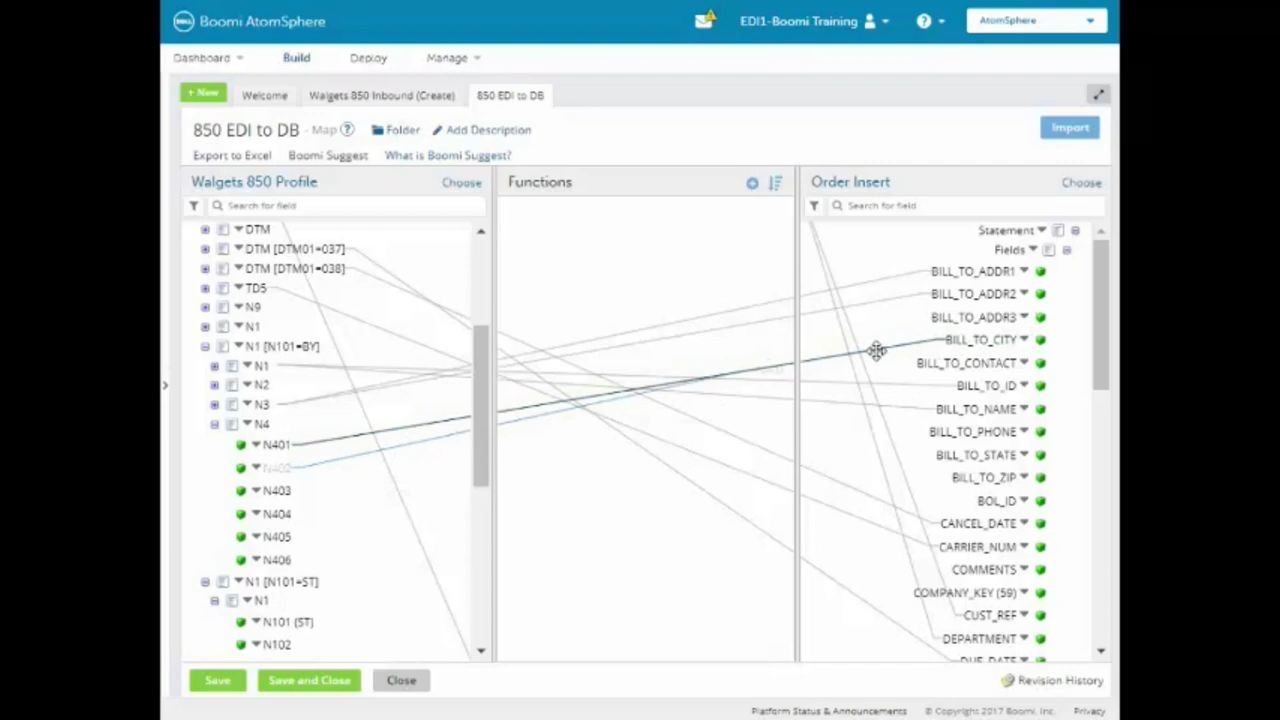 DELL Boomi AtomSphere
EDI1-Boomi Training
AtomSphere
Dashboard Build Deploy Manage
+ New Welcome Walgets 850 Inbound (Create) 850 EDI to DB
850 EDI to DB - Map Folder Add Description
Import
Export to Excel Boomi Suggest What is Boomi Suggest?
Walgets 850 Profile Choose
Search for field
DTM
DTM [DTM01=037]
DTM [DTM01=038]
TD5
N9
N1
N1 [N101=BY]
N1
N2
N3
N4
N401
N402
N403
N404
N405
N406
N1 [N101=ST]
N1
N101 (ST)
N102
Functions
Order Insert Choose
Search for field
Statement
Fields
BILL_TO_ADDR1
BILL_TO_ADDR2
BILL_TO_ADDR3
BILL_TO_CITY
BILL_TO_CONTACT
BILL_TO_ID
BILL_TO_NAME
BILL_TO_PHONE
BILL_TO_STATE
BILL_TO_ZIP
BOL_ID
CANCEL_DATE
CARRIER_NUM
COMMENTS
COMPANY_KEY (59)
CUST_REF
DEPARTMENT
DUE_DATE
Save Save and Close Close
Revision History
Platform Status & Announcements © Copyright 2017 Boomi, Inc. Privacy